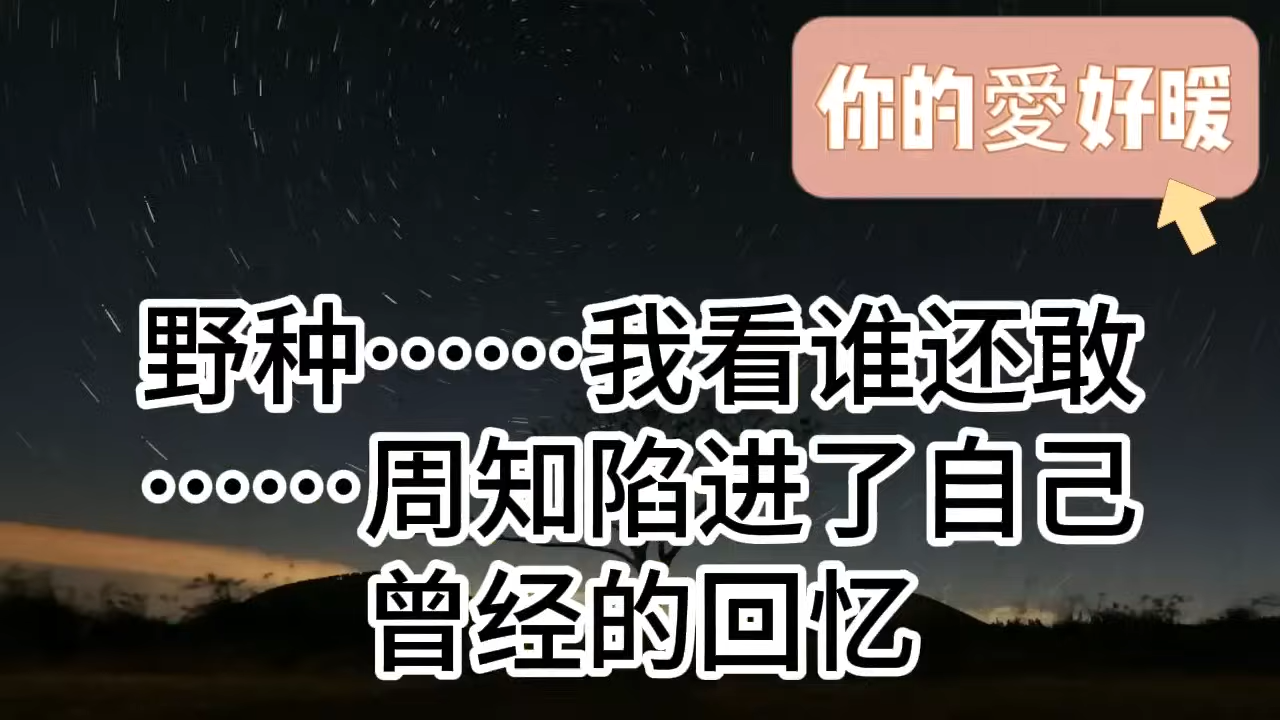 你的愛好暖
野种……我看谁还敢
……周知陷进了自己
曾经的回忆